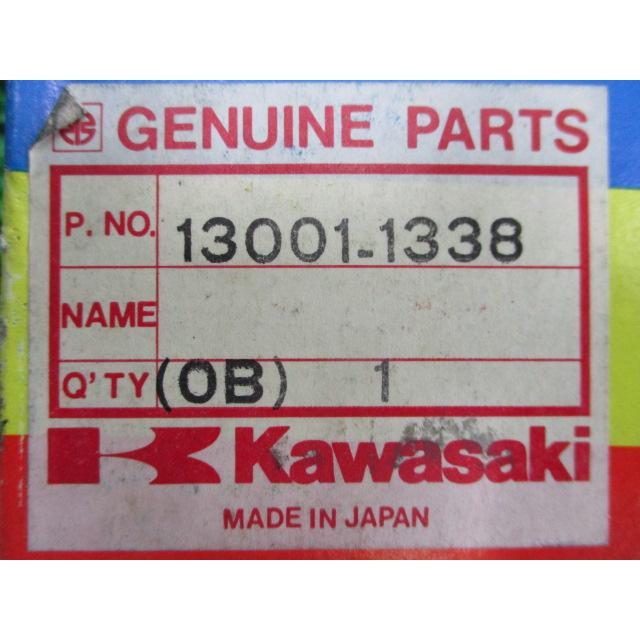 GENUINE PARTS
P. NO. 13001-1338
NAME
Q'TY (OB) 1
Kawasaki
MADE IN JAPAN